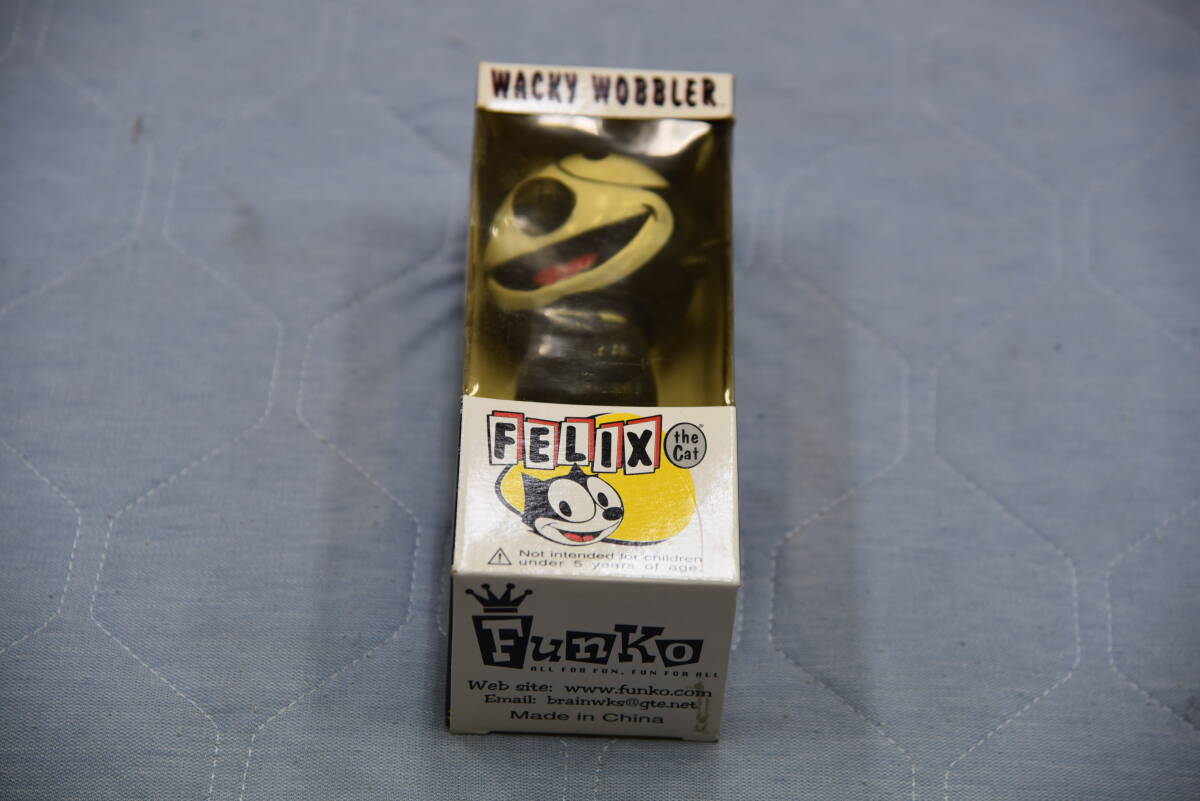 WACKY WOBBLER
FELIX
the
Cat
Not intended for children
under 5 years of age.
Funko
ALL FOR FUN, FUN FOR ALL
Web site: www.funko.com
Email: brainwks@gte.net
Made in China